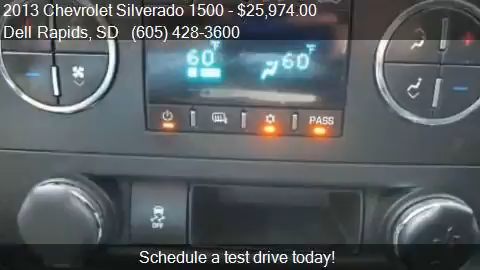 2013 Chevrolet Silverado 1500 - $25,974.00
Dell Rapids, SD (605) 428-3600
60° 60°
PASS
OFF
Schedule a test drive today!